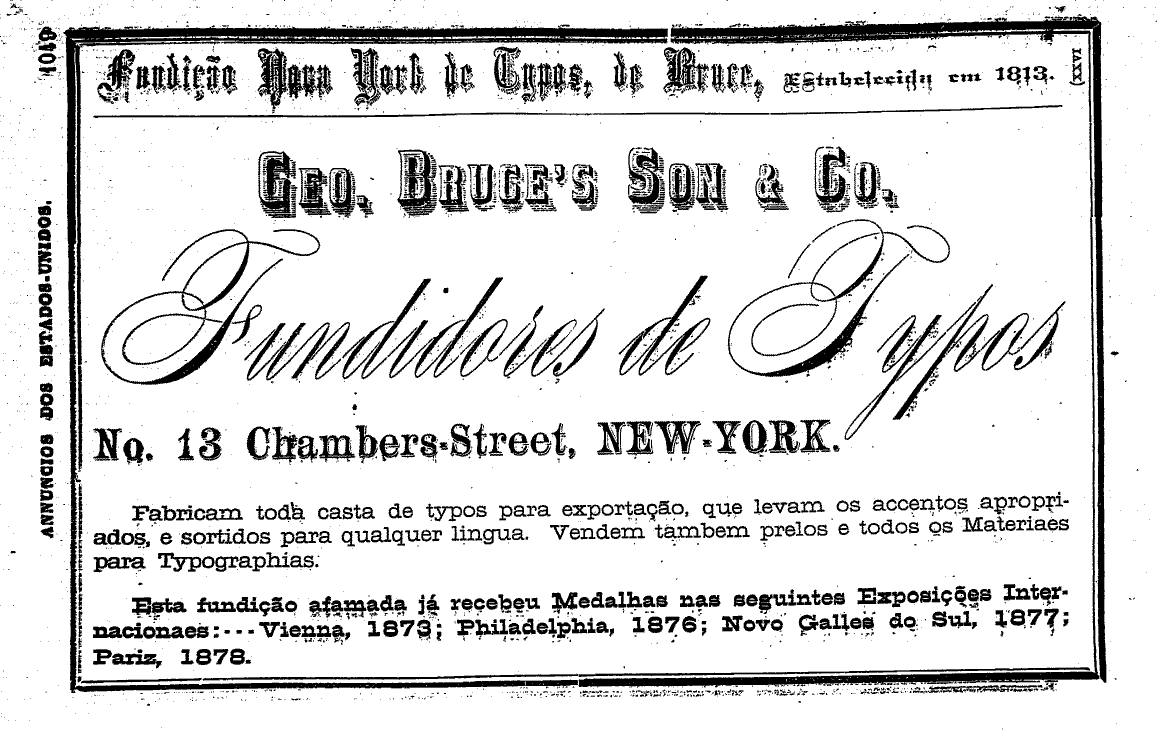 1049
ANNUNCIOS DOS ESTADOS-UNIDOS.
(XXVI
Fundição Nova York de Typos, de Bruce, Estabelecida em 1813.
GEO. BRUCE'S SON & CO.
Fundidores de Typos
No. 13 Chambers-Street, NEW-YORK.
Fabricam toda casta de typos para exportação, que levam os accentos apropri-
ados, e sortidos para qualquer lingua. Vendem tambem prelos e todos os Materiaes
para Typographias.
Esta fundição afamada já recebeu Medalhas nas seguintes Exposições Inter-
nacionaes:---Vienna, 1873; Philadelphia, 1876; Novo Galles do Sul, 1877;
Pariz, 1878.